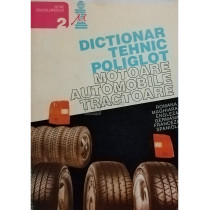 2
DICTIONAR
TEHNIC
POLIGLOT
MOTOARE
AUTOMOBILE
TRACTOARE
ROMANA
MAGHIARA
ENGLEZA
GERMANA
FRANCEZA
SPANIOLA